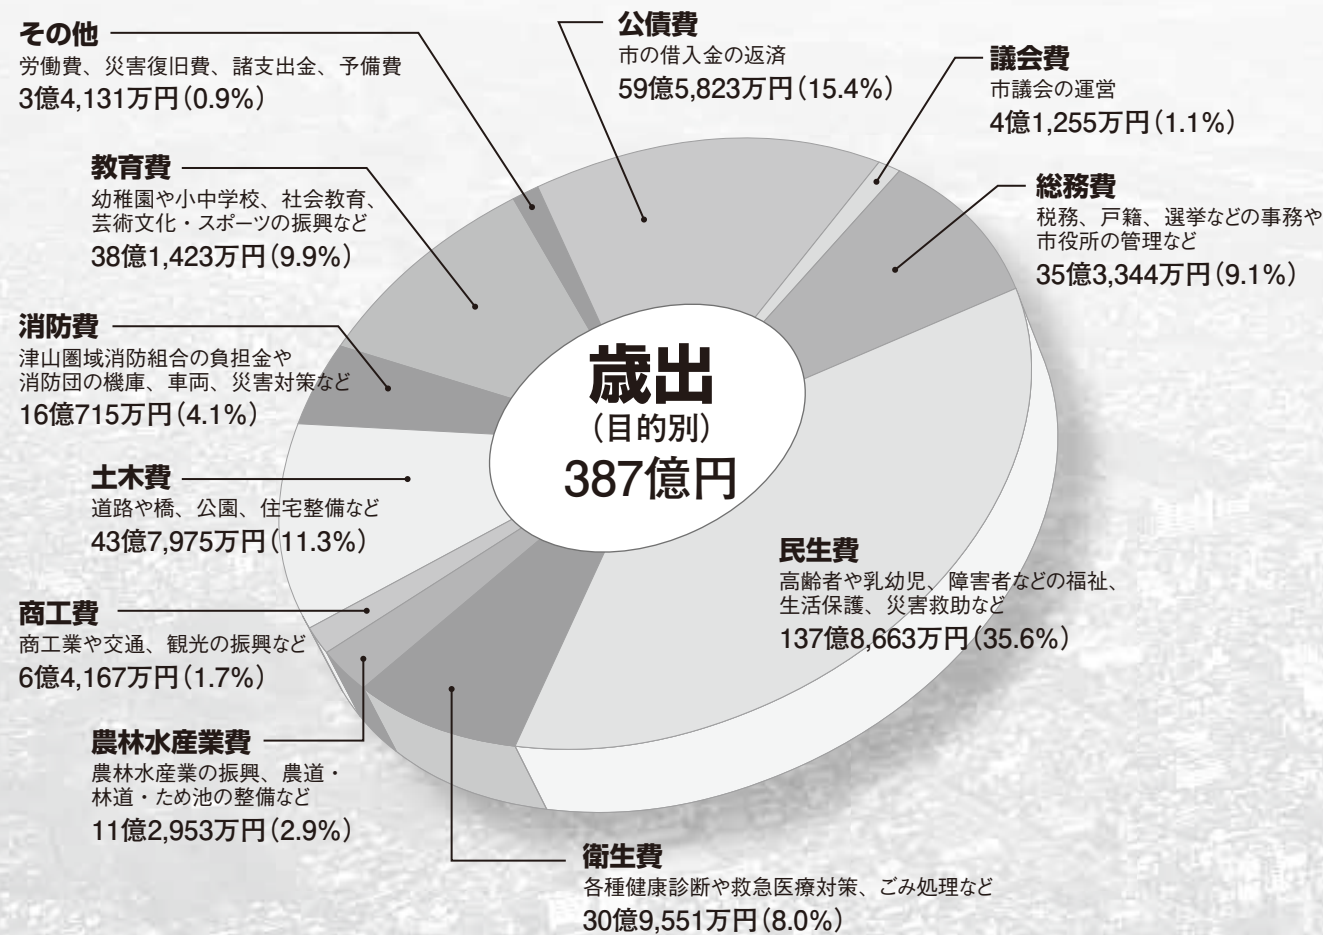 その他
労働費、災害復旧費、諸支出金、予備費
3億4,131万円(0.9%)
公債費
市の借入金の返済
59億5,823万円(15.4%)
議会費
市議会の運営
4億1,255万円(1.1%)
教育費
幼稚園や小中学校、社会教育、
芸術文化・スポーツの振興など
38億1,423万円(9.9%)
総務費
税務、戸籍、選挙などの事務や
市役所の管理など
35億3,344万円(9.1%)
消防費
津山圏域消防組合の負担金や
消防団の機庫、車両、災害対策など
16億715万円(4.1%)
歳出
(目的別)
387億円
土木費
道路や橋、公園、住宅整備など
43億7,975万円(11.3%)
民生費
高齢者や乳幼児、障害者などの福祉、
生活保護、災害救助など
137億8,663万円(35.6%)
商工費
商工業や交通、観光の振興など
6億4,167万円(1.7%)
農林水産業費
農林水産業の振興、農道・
林道・ため池の整備など
11億2,953万円(2.9%)
衛生費
各種健康診断や救急医療対策、ごみ処理など
30億9,551万円(8.0%)